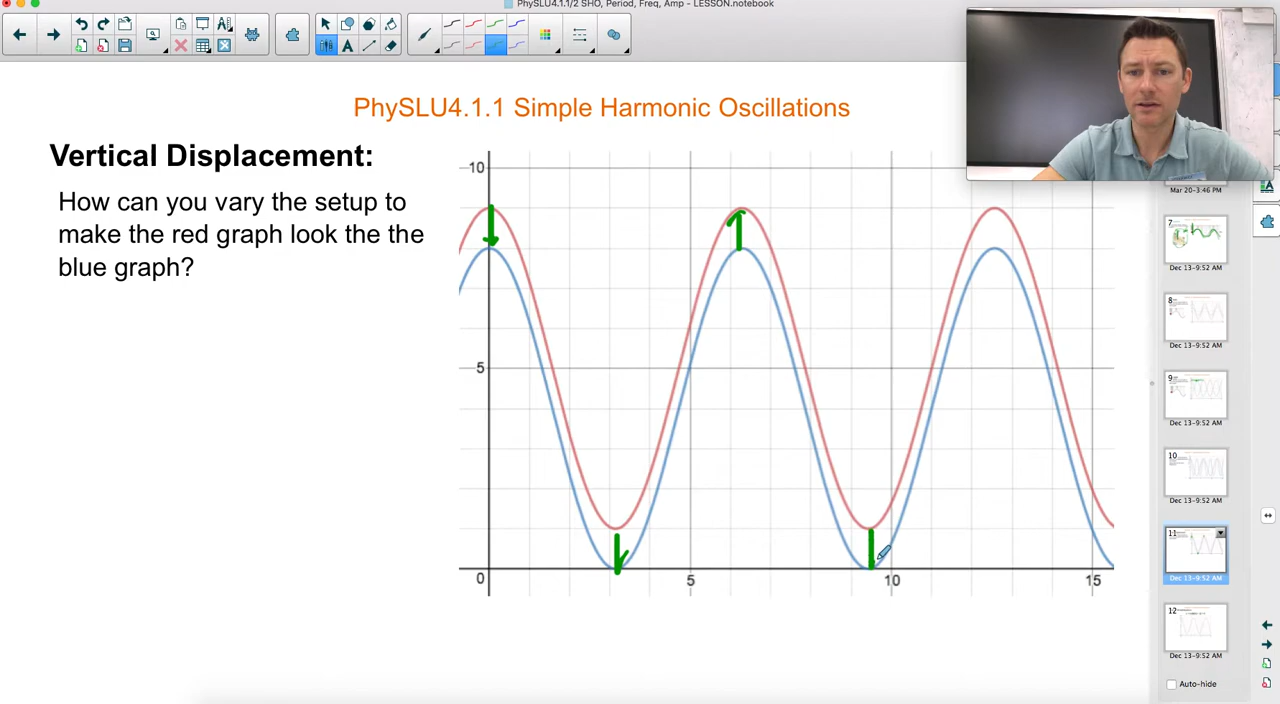 PhySLU4.1.1/2 SHO, Period, Freq, Amp - LESSON.notebook
PhySLU4.1.1 Simple Harmonic Oscillations
Vertical Displacement:
How can you vary the setup to
make the red graph look the the
blue graph?
10
5
0
5
10
15
Mar 20-3:46 PM
7
Dec 13-9:52 AM
8
Dec 13-9:52 AM
9
Dec 13-9:52 AM
10
Dec 13-9:52 AM
11
Dec 13-9:52 AM
12
Dec 13-9:52 AM
Auto-hide